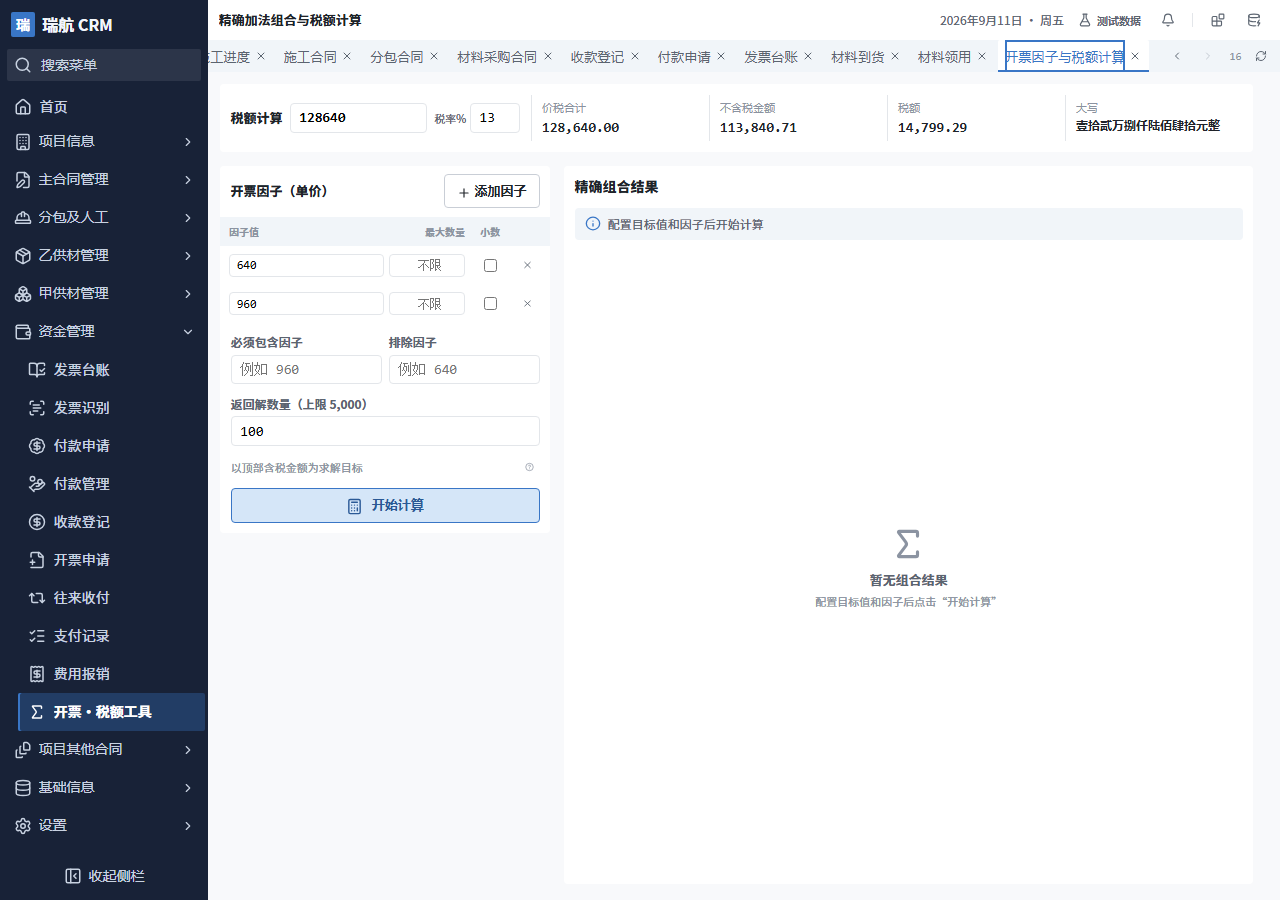 瑞 瑞航 CRM
搜索菜单
首页
项目信息
主合同管理
分包及人工
乙供材管理
甲供材管理
资金管理
发票台账
发票识别
付款申请
付款管理
收款登记
开票申请
往来收付
支付记录
费用报销
开票・税额工具
项目其他合同
基础信息
设置
收起侧栏
精确加法组合与税额计算
2026年9月11日 · 周五 测试数据
工进度 施工合同 分包合同 材料采购合同 收款登记 付款申请 发票台账 材料到货 材料领用 开票因子与税额计算 16
税额计算 128640 税率% 13
价税合计
128,640.00
不含税金额
113,840.71
税额
14,799.29
大写
壹拾贰万捌仟陆佰肆拾元整
开票因子（单价） 添加因子
因子值 最大数量 小数
640 不限
960 不限
必须包含因子 排除因子
例如 960 例如 640
返回解数量（上限 5,000）
100
以顶部含税金额为求解目标
开始计算
精确组合结果
配置目标值和因子后开始计算
暂无组合结果
配置目标值和因子后点击“开始计算”